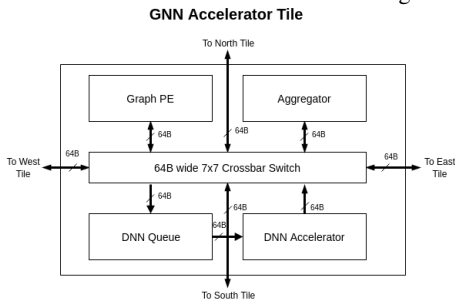 GNN Accelerator Tile
To North Tile
Graph PE
Aggregator
64B
64B
64B
To West
Tile
64B
64B wide 7x7 Crossbar Switch
64B
To East
Tile
64B
64B
64B
DNN Queue
64B
DNN Accelerator
To South Tile